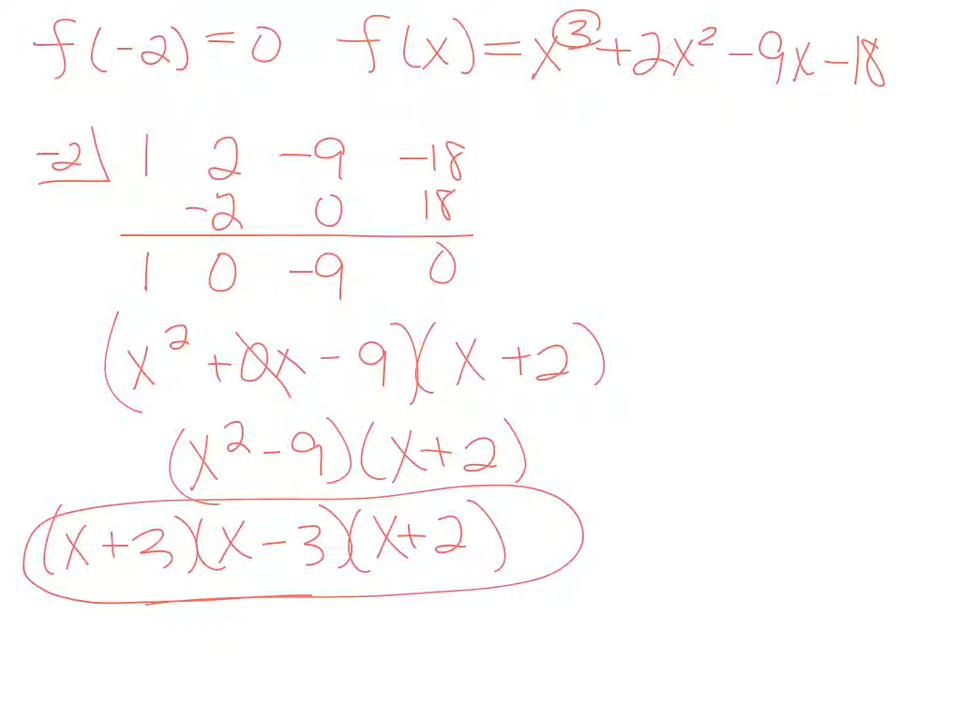 f(-2) = 0 f(x) = x³ + 2x² - 9x - 18
-2 1 2 -9 -18
-2 0 18
1 0 -9 0
(x² + 0x - 9)(x + 2)
(x² - 9)(x + 2)
(x + 3)(x - 3)(x + 2)